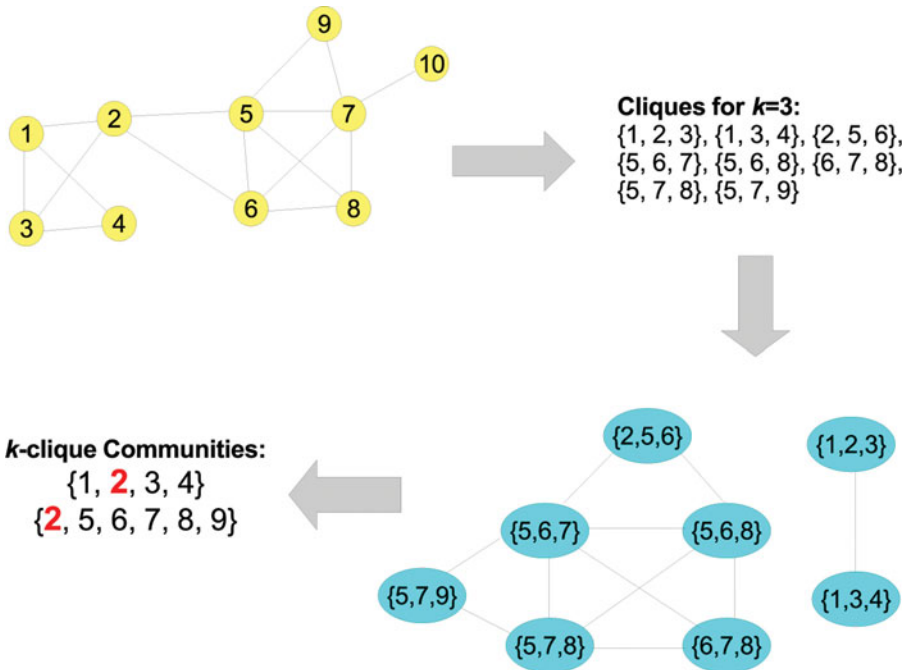 9
10
5
7
2
1
6
8
3
4
Cliques for k=3:
{1, 2, 3}, {1, 3, 4}, {2, 5, 6},
{5, 6, 7}, {5, 6, 8}, {6, 7, 8},
{5, 7, 8}, {5, 7, 9}
{2,5,6}
{1,2,3}
{5,6,7}
{5,6,8}
{5,7,9}
{1,3,4}
{5,7,8}
{6,7,8}
k-clique Communities:
{1, 2, 3, 4}
{2, 5, 6, 7, 8, 9}